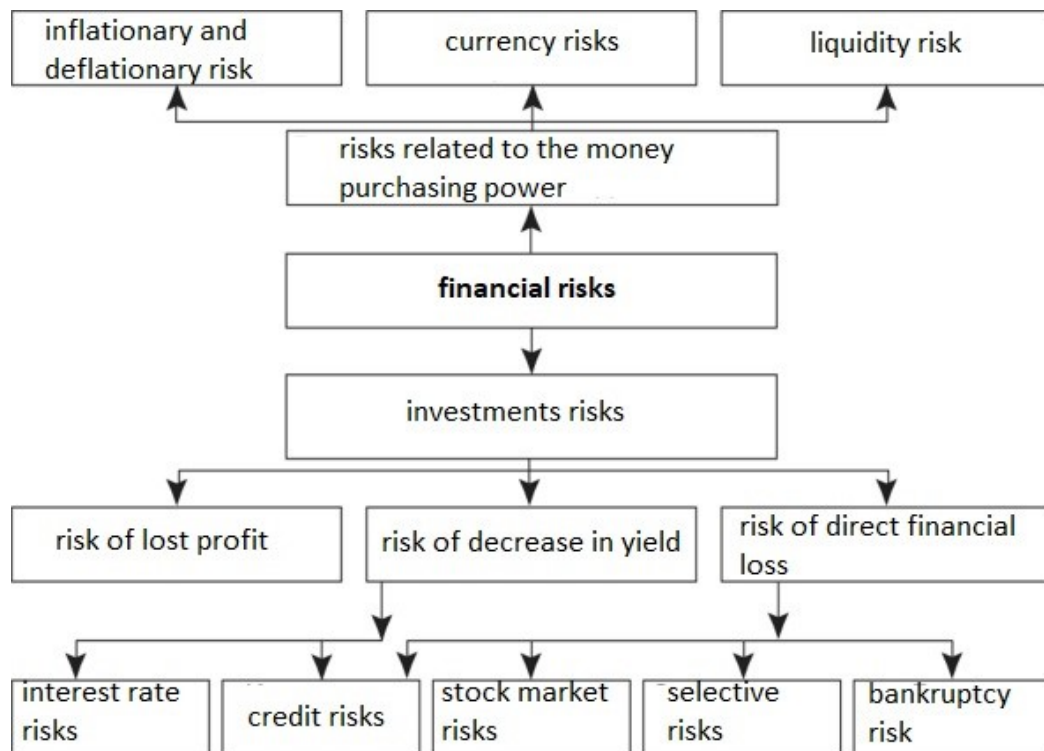 inflationary and
deflationary risk
currency risks
liquidity risk
risks related to the money
purchasing power
financial risks
investments risks
risk of lost profit
risk of decrease in yield
risk of direct financial
loss
interest rate
risks
credit risks
stock market
risks
selective
risks
bankruptcy
risk